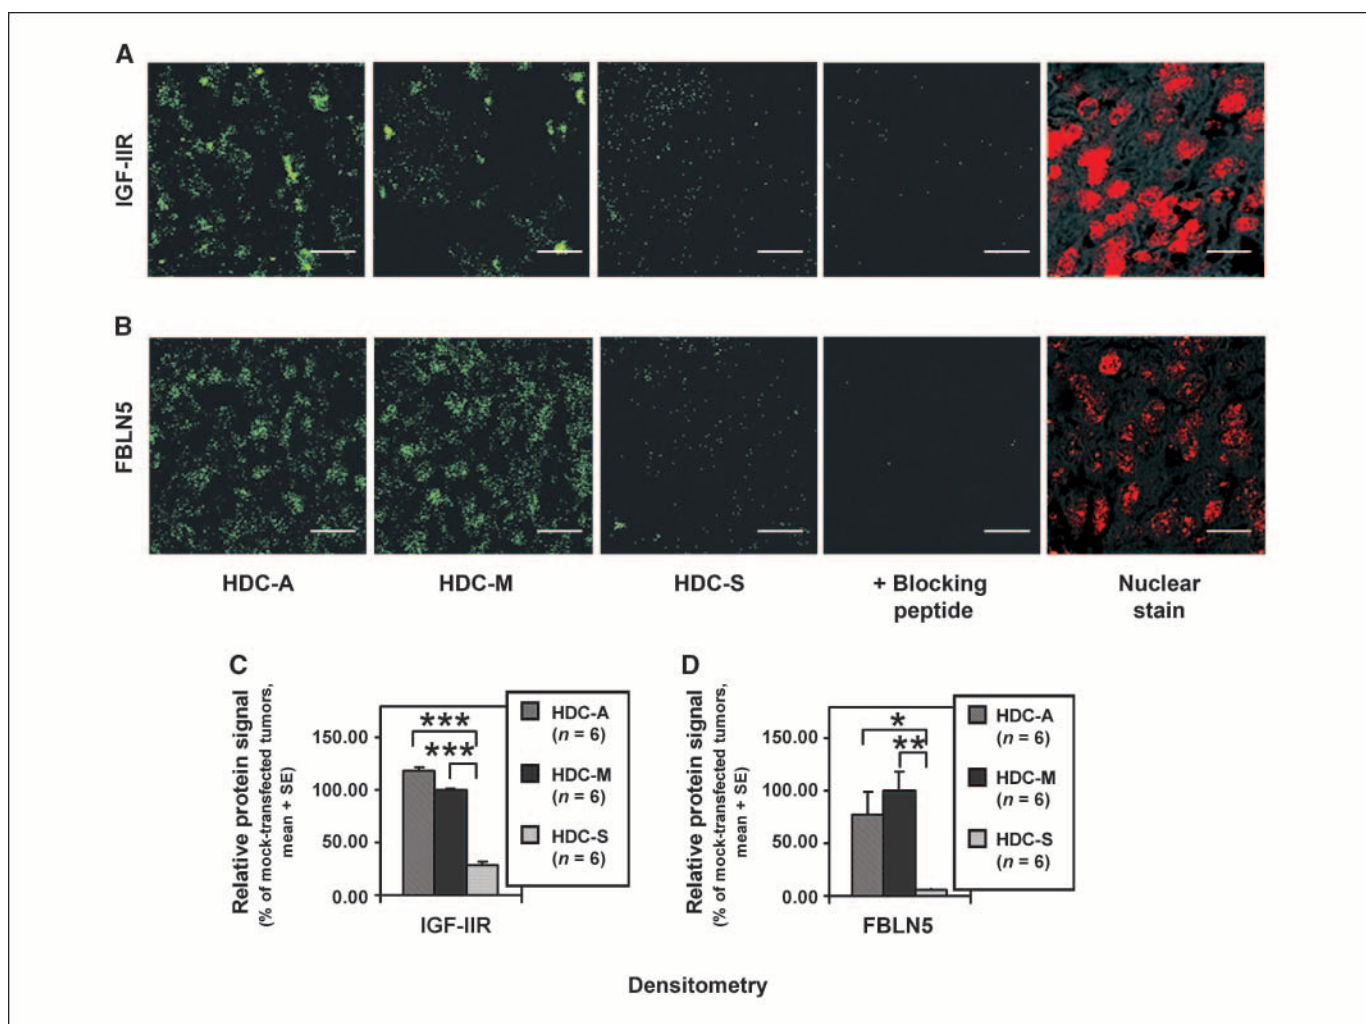 A
IGF-IIR
B
FBLN5
HDC-A
HDC-M
HDC-S
+ Blocking
peptide
Nuclear
stain
C
Relative protein signal
(% of mock-transfected tumors,
mean + SE)
150.00
100.00
50.00
0.00
***
***
IGF-IIR
HDC-A
(n = 6)
HDC-M
(n = 6)
HDC-S
(n = 6)
D
Relative protein signal
(% of mock-transfected tumors,
mean + SE)
150.00
100.00
50.00
0.00
*
**
FBLN5
HDC-A
(n = 6)
HDC-M
(n = 6)
HDC-S
(n = 6)
Densitometry